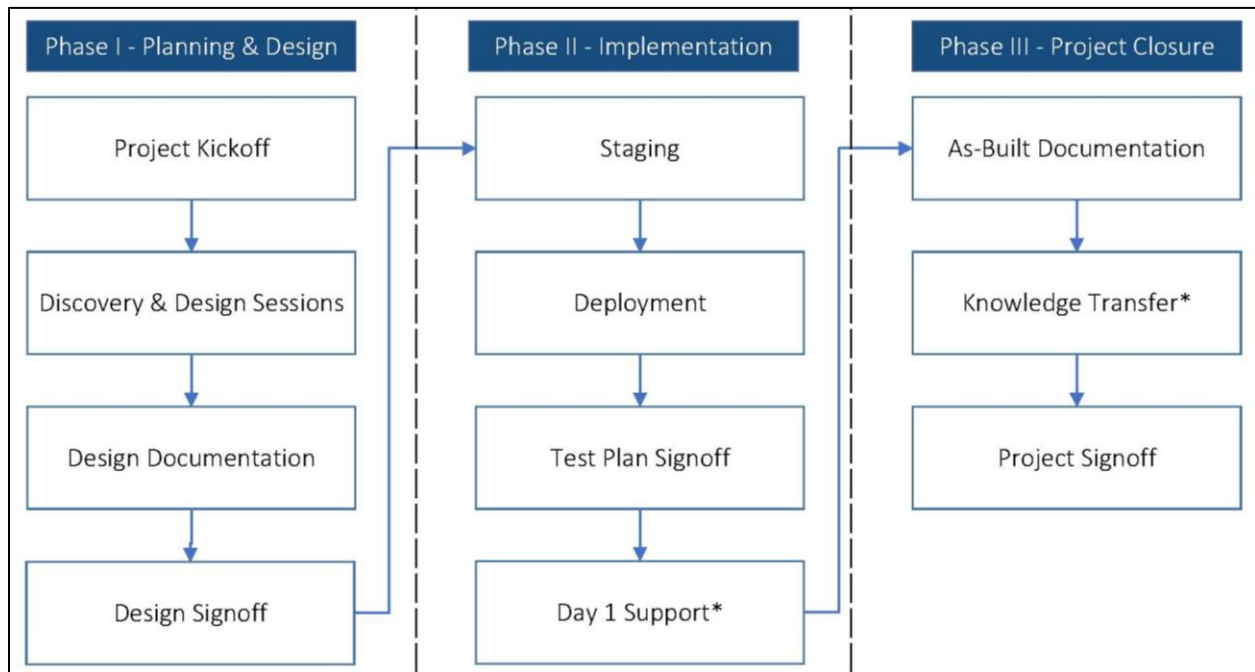 Phase I - Planning & Design
Project Kickoff
Discovery & Design Sessions
Design Documentation
Design Signoff
Phase II - Implementation
Staging
Deployment
Test Plan Signoff
Day 1 Support*
Phase III - Project Closure
As-Built Documentation
Knowledge Transfer*
Project Signoff